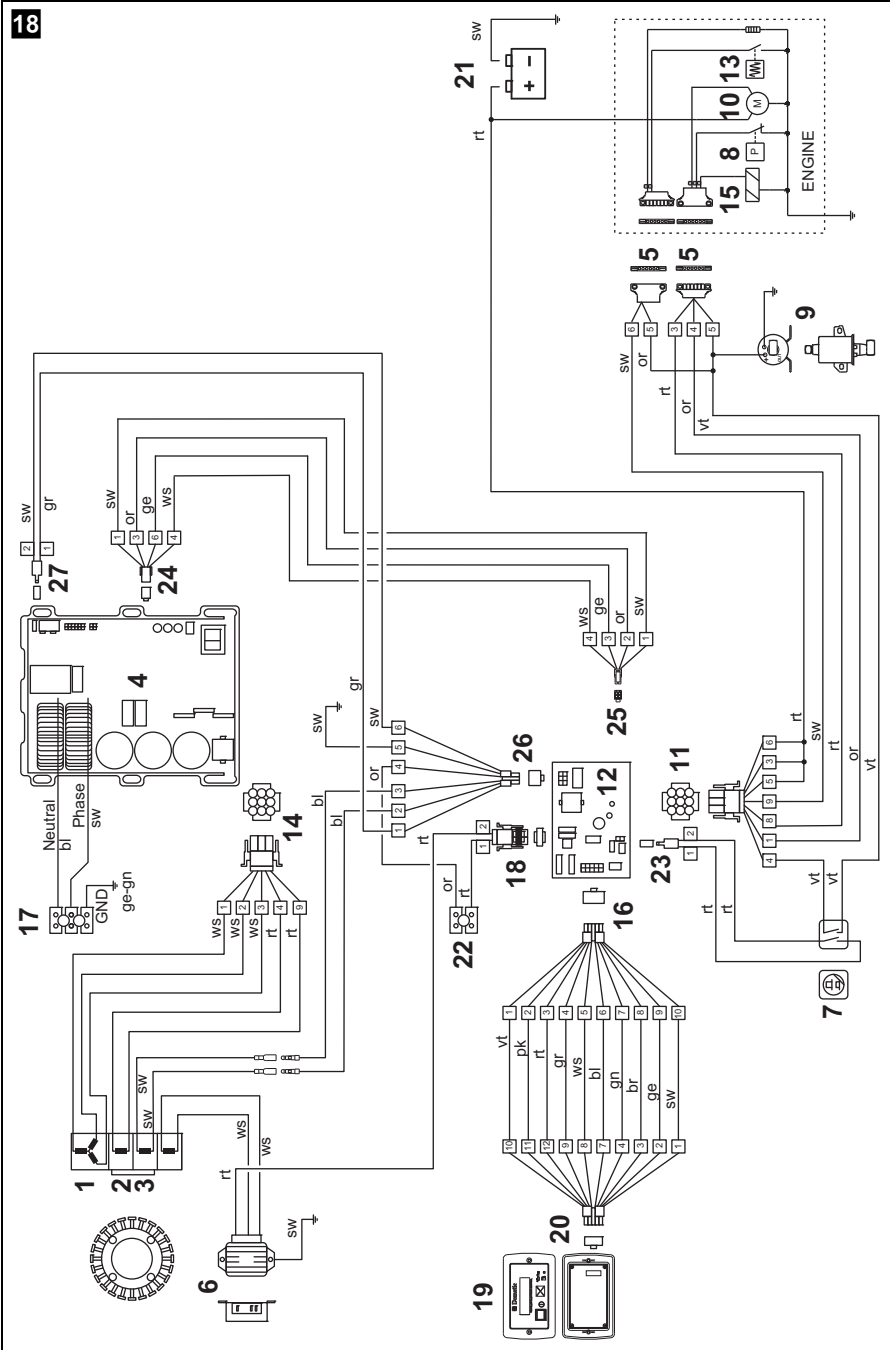 18
sw
21
+ -
rt
13
10
M
8
P
15
ENGINE
5
5
6
5
3
4
5
sw
or
rt
or
vt
9
sw
gr
2
1
27
sw
or
ge
ws
1
3
6
4
24
4
Neutral
bl
Phase
sw
17
GND
ge-gn
14
ws
ws
ws
rt
rt
1
2
3
4
9
bl
bl
sw
sw
1
2
3
ws
ws
rt
6
sw
gr
sw
sw
or
6
5
4
3
2
1
26
rt
2
1
18
or
rt
22
ws
ge
or
sw
4
3
2
1
25
12
11
6
3
5
9
8
1
4
rt
sw
rt
or
vt
23
2
1
rt
rt
vt
vt
7
16
1
2
3
4
5
6
7
8
9
10
vt
pk
rt
gr
ws
bl
gn
br
ge
sw
10
11
12
9
8
7
4
3
2
1
20
19
Dometic